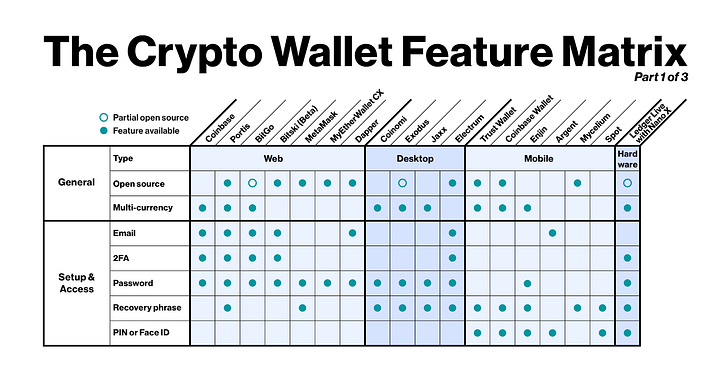 The Crypto Wallet Feature Matrix
Part 1 of 3
Partial open source
Feature available
Coinbase
Portis
BitGo
Bitski (Beta)
MetaMask
MyEtherWallet CX
Dapper
Coinomi
Exodus
Jaxx
Electrum
Trust Wallet
Coinbase Wallet
Enjin
Argent
Mycelium
Spot
Ledger Live
with Nano X
General
Type
Web
Desktop
Mobile
Hard
ware
Open source
Multi-currency
Setup &
Access
Email
2FA
Password
Recovery phrase
PIN or Face ID